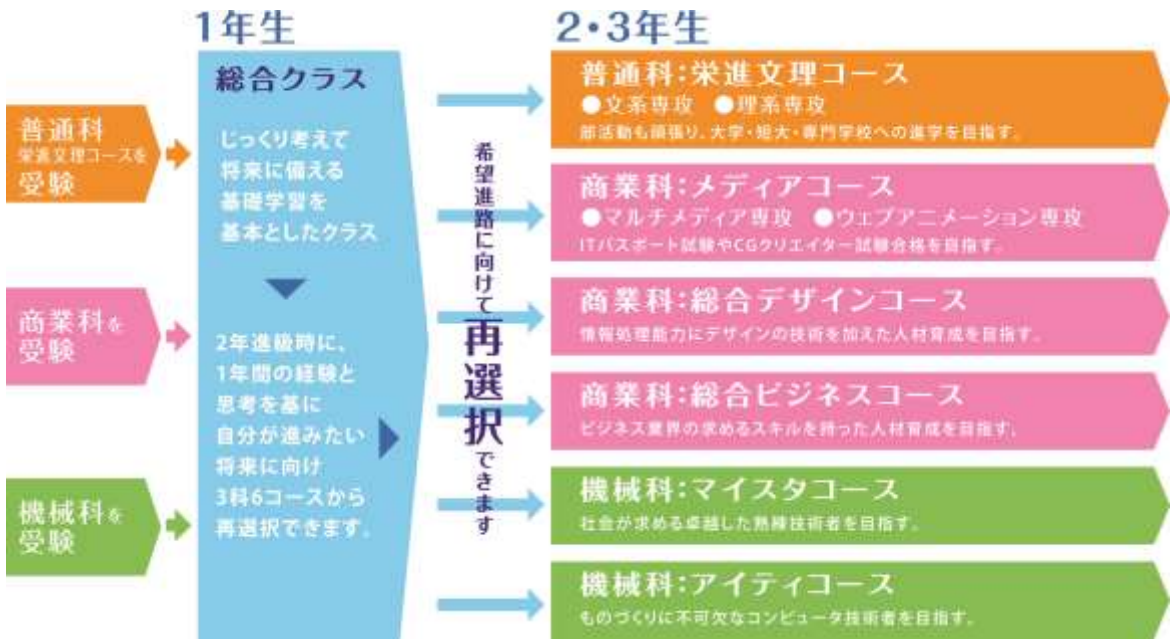 1年生
2・3年生
普通科
栄進文理コースを
受験
商業科を
受験
機械科を
受験
総合クラス
じっくり考えて
将来に備える
基礎学習を
基本としたクラス
2年進級時に、
1年間の経験と
思考を基に
自分が進みたい
将来に向け
3科6コースから
再選択できます。
希望進路に向けて再選択できます
普通科:栄進文理コース
●文系専攻 ●理系専攻
部活動も頑張り、大学・短大・専門学校への進学を目指す。
商業科:メディアコース
●マルチメディア専攻 ●ウェブアニメーション専攻
ITパスポート試験やCGクリエイター試験合格を目指す。
商業科:総合デザインコース
情報処理能力にデザインの技術を加えた人材育成を目指す。
商業科:総合ビジネスコース
ビジネス業界の求めるスキルを持った人材育成を目指す。
機械科:マイスタコース
社会が求める卓越した熟練技術者を目指す。
機械科:アイティコース
ものづくりに不可欠なコンピュータ技術者を目指す。